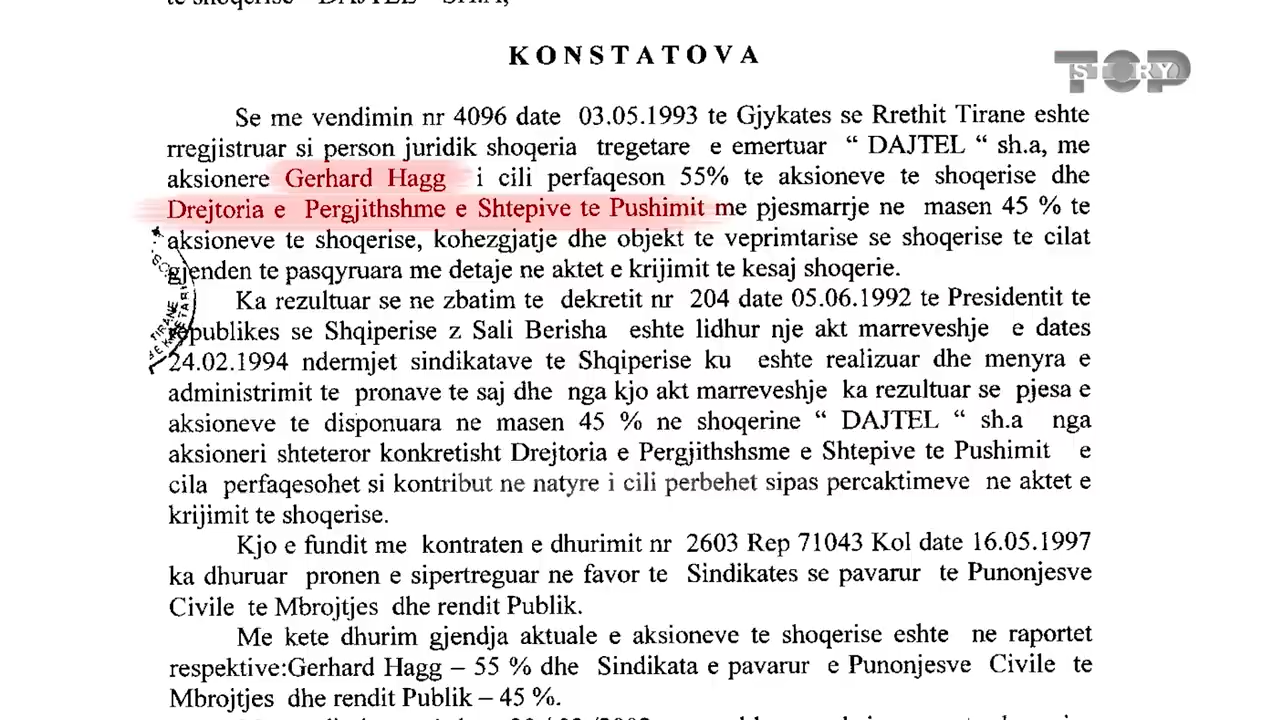 te shoqerise " DAJTEL " SH.A,
KONSTATOVA
TOP STORY
Se me vendimin nr 4096 date 03.05.1993 te Gjykates se Rrethit Tirane eshte
rregjistruar si person juridik shoqeria tregetare e emertuar “ DAJTEL “ sh.a, me
aksionere Gerhard Hagg i cili perfaqeson 55% te aksioneve te shoqerise dhe
Drejtoria e Pergjithshme e Shtepive te Pushimit me pjesmarrje ne masen 45 % te
aksioneve te shoqerise, kohezgjatje dhe objekt te veprimtarise se shoqerise te cilat
gjenden te pasqyruara me detaje ne aktet e krijimit te kesaj shoqerie.
Ka rezultuar se ne zbatim te dekretit nr 204 date 05.06.1992 te Presidentit te
republikes se Shqiperise z Sali Berisha eshte lidhur nje akt marreveshje e dates
24.02.1994 ndermjet sindikatave te Shqiperise ku eshte realizuar dhe menyra e
administrimit te pronave te saj dhe nga kjo akt marreveshje ka rezultuar se pjesa e
aksioneve te disponuara ne masen 45 % ne shoqerine “ DAJTEL “ sh.a nga
aksioneri shteteror konkretisht Drejtoria e Pergjithshsme e Shtepive te Pushimit e
cila perfaqesohet si kontribut ne natyre i cili perbehet sipas percaktimeve ne aktet e
krijimit te shoqerise.
Kjo e fundit me kontraten e dhurimit nr 2603 Rep 71043 Kol date 16.05.1997
ka dhuruar pronen e sipertreguar ne favor te Sindikates se pavarur te Punonjesve
Civile te Mbrojtjes dhe rendit Publik.
Me kete dhurim gjendja aktuale e aksioneve te shoqerise eshte ne raportet
respektive:Gerhard Hagg – 55 % dhe Sindikata e pavarur e Punonjesve Civile te
Mbrojtjes dhe rendit Publik – 45 %.
TIRANE